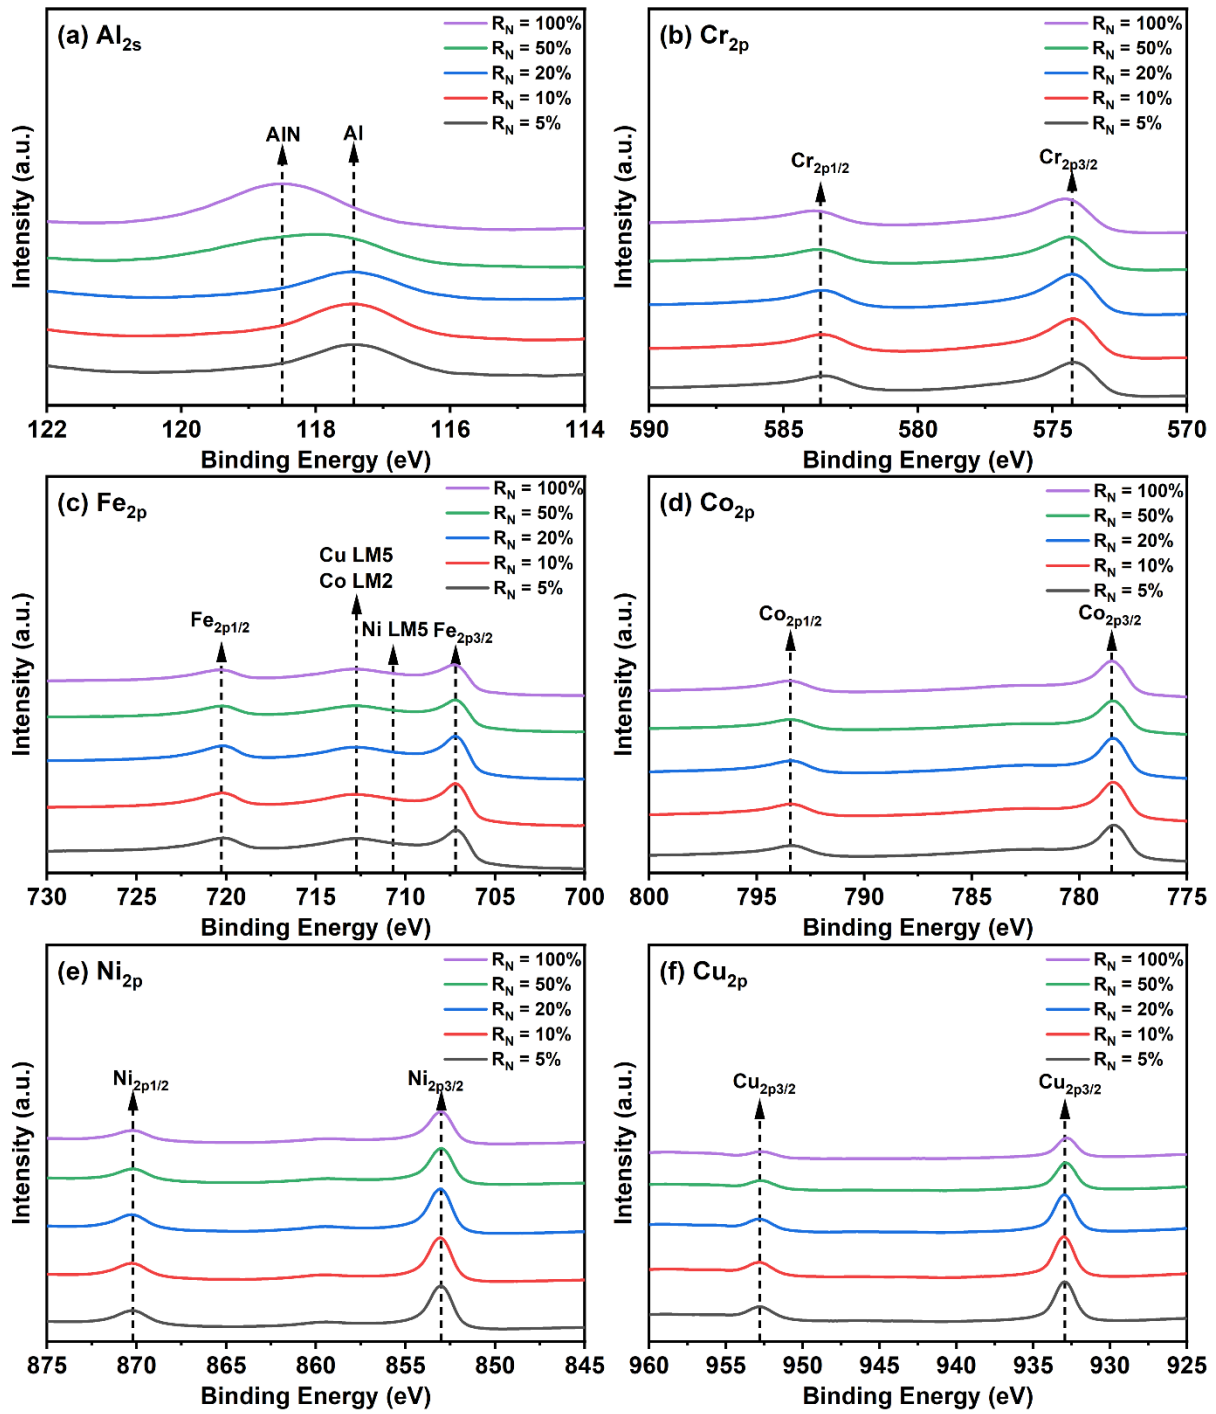 (a) Al2s
RN = 100%
RN = 50%
RN = 20%
RN = 10%
RN = 5%
AlN
Al
Intensity (a.u.)
122
120
118
116
114
Binding Energy (eV)
(b) Cr2p
RN = 100%
RN = 50%
RN = 20%
RN = 10%
RN = 5%
Cr2p1/2
Cr2p3/2
Intensity (a.u.)
590
585
580
575
570
Binding Energy (eV)
(c) Fe2p
RN = 100%
RN = 50%
RN = 20%
RN = 10%
RN = 5%
Cu LM5
Co LM2
Fe2p1/2
Ni LM5
Fe2p3/2
Intensity (a.u.)
730
725
720
715
710
705
700
Binding Energy (eV)
(d) Co2p
RN = 100%
RN = 50%
RN = 20%
RN = 10%
RN = 5%
Co2p1/2
Co2p3/2
Intensity (a.u.)
800
795
790
785
780
775
Binding Energy (eV)
(e) Ni2p
RN = 100%
RN = 50%
RN = 20%
RN = 10%
RN = 5%
Ni2p1/2
Ni2p3/2
Intensity (a.u.)
875
870
865
860
855
850
845
Binding Energy (eV)
(f) Cu2p
RN = 100%
RN = 50%
RN = 20%
RN = 10%
RN = 5%
Cu2p3/2
Cu2p3/2
Intensity (a.u.)
960
955
950
945
940
935
930
925
Binding Energy (eV)